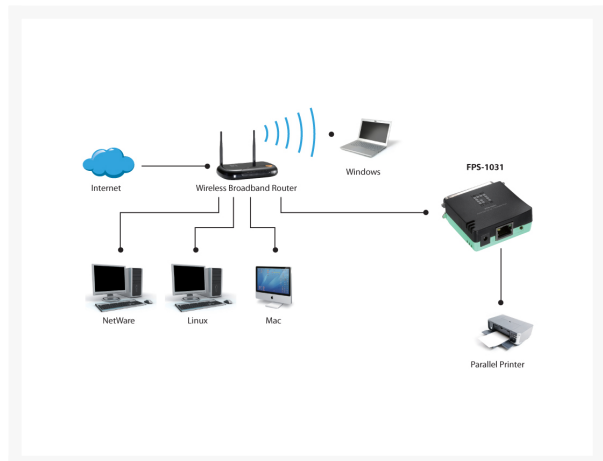 Windows
FPS-1031
Internet
Wireless Broadband Router
NetWare
Linux
Mac
Parallel Printer